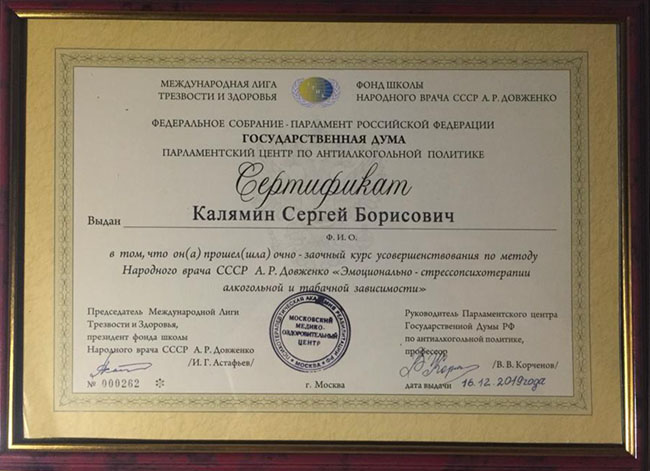 МЕЖДУНАРОДНАЯ ЛИГА
ТРЕЗВОСТИ И ЗДОРОВЬЯ
ФОНД ШКОЛЫ
НАРОДНОГО ВРАЧА СССР А. Р. ДОВЖЕНКО
ФЕДЕРАЛЬНОЕ СОБРАНИЕ - ПАРЛАМЕНТ РОССИЙСКОЙ ФЕДЕРАЦИИ
ГОСУДАРСТВЕННАЯ ДУМА
ПАРЛАМЕНТСКИЙ ЦЕНТР ПО АНТИАЛКОГОЛЬНОЙ ПОЛИТИКЕ
Сертификат
Выдан Калямин Сергей Борисович
Ф. И. О.
в том, что он(а) прошел(шла) очно - заочный курс усовершенствования по методу
Народного врача СССР А. Р. Довженко «Эмоционально - стрессопсихотерапии
алкогольной и табачной зависимости»
Председатель Международной Лиги
Трезвости и Здоровья,
президент фонда школы
Народного врача СССР А. Р. ДОВЖЕНКО
/И. Г. Астафьев/
№ 000262 *
МОСКОВСКИЙ
МЕДИКО-
ОЗДОРОВИТЕЛЬНЫЙ
ЦЕНТР
МОСКВА
г. Москва
Руководитель Парламентского центра
Государственной Думы РФ
по антиалкогольной политике,
профессор
/В. В. Корченов/
дата выдачи 16.12.2019года